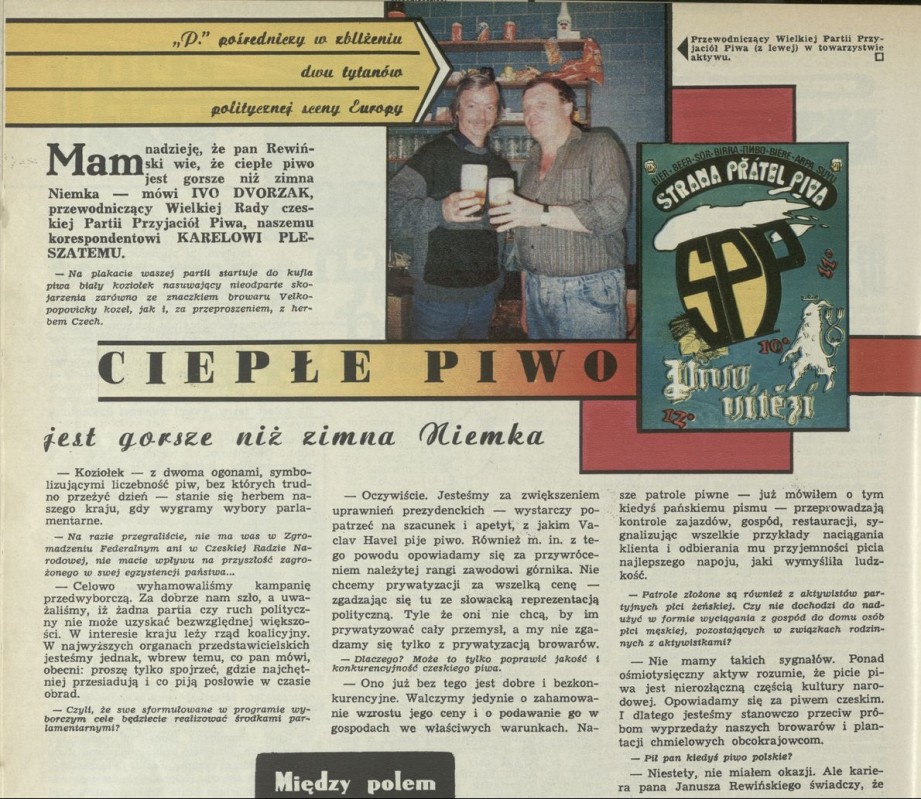 „P.” pośredniczy w zbliżeniu
dwu tytanów
politycznej sceny Europy
Przewodniczący Wielkiej Partii Przy-
jaciół Piwa (z lewej) w towarzystwie
aktywu.
Mam nadzieję, że pan Rewiń-
ski wie, że ciepłe piwo
jest gorsze niż zimna
Niemka — mówi IVO DVORZAK,
przewodniczący Wielkiej Rady czes-
kiej Partii Przyjaciół Piwa, naszemu
korespondentowi KARELOWI PLE-
SZATEMU.
— Na plakacie waszej partii startuje do kufla
piwa biały koziołek nasuwający nieodparte sko-
jarzenia zarówno ze znaczkiem browaru Velko-
popovicky kozel, jak i, za przeproszeniem, z her-
bem Czech.
STRANA PŘÁTEL PIVA
SPP
11°
10°
12°
Pivo
vítězí
CIEPŁE PIWO
jest gorsze niż zimna Niemka
— Koziołek — z dwoma ogonami, symbo-
lizującymi liczebność piw, bez których trud-
no przeżyć dzień — stanie się herbem na-
szego kraju, gdy wygramy wybory parla-
mentarne.
— Na razie przegraliście, nie ma was w Zgro-
madzeniu Federalnym ani w Czeskiej Radzie Na-
rodowej, nie macie wpływu na przyszłość zagro-
żonego w swej egzystencji państwa...
— Celowo wyhamowaliśmy kampanię
przedwyborczą. Za dobrze nam szło, a uwa-
żaliśmy, iż żadna partia czy ruch politycz-
ny nie może uzyskać bezwzględnej większo-
ści. W interesie kraju leży rząd koalicyjny.
W najwyższych organach przedstawicielskich
jesteśmy jednak, wbrew temu, co pan mówi,
obecni: proszę tylko spojrzeć, gdzie najchęt-
niej przesiadują i co piją posłowie w czasie
obrad.
— Czyli, że swe sformułowane w programie wy-
borczym cele będziecie realizować środkami par-
lamentarnymi?
— Oczywiście. Jesteśmy za zwiększeniem
uprawnień prezydenckich — wystarczy po-
patrzeć na szacunek i apetyt, z jakim Va-
clav Havel pije piwo. Również m. in. z te-
go powodu opowiadamy się za przywróce-
niem należytej rangi zawodowi górnika. Nie
chcemy prywatyzacji za wszelką cenę —
zgadzając się tu ze słowacką reprezentacją
polityczną. Tyle że oni nie chcą, by im
prywatyzować cały przemysł, a my nie zga-
dzamy się tylko z prywatyzacją browarów.
— Dlaczego? Może to tylko poprawić jakość i
konkurencyjność czeskiego piwa.
— Ono już bez tego jest dobre i bezkon-
kurencyjne. Walczymy jedynie o zahamowa-
nie wzrostu jego ceny i o podawanie go w
gospodach we właściwych warunkach. Na-
sze patrole piwne — już mówiłem o tym
kiedyś pańskiemu pismu — przeprowadzają
kontrole zajazdów, gospód, restauracji, sy-
gnalizując wszelkie przykłady naciągania
klienta i odbierania mu przyjemności picia
najlepszego napoju, jaki wymyśliła ludz-
kość.
— Patrole złożone są również z aktywistów par-
tyjnych płci żeńskiej. Czy nie dochodzi do nad-
użyć w formie wyciągania z gospód do domu osób
płci męskiej, pozostających w związkach rodzin-
nych z aktywistkami?
— Nie mamy takich sygnałów. Ponad
ośmiotysięczny aktyw rozumie, że picie pi-
wa jest nierozłączną częścią kultury naro-
dowej. Opowiadamy się za piwem czeskim.
I dlatego jesteśmy stanowczo przeciw pró-
bom wyprzedaży naszych browarów i plan-
tacji chmielowych obcokrajowcom.
— Pił pan kiedyś piwo polskie?
— Niestety, nie miałem okazji. Ale karie-
ra pana Janusza Rewińskiego świadczy, że
Między polem